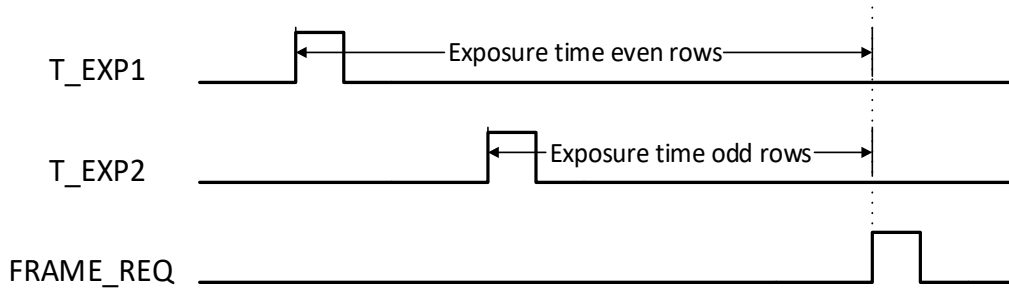 Exposure time even rows
T_EXP1
Exposure time odd rows
T_EXP2
FRAME_REQ